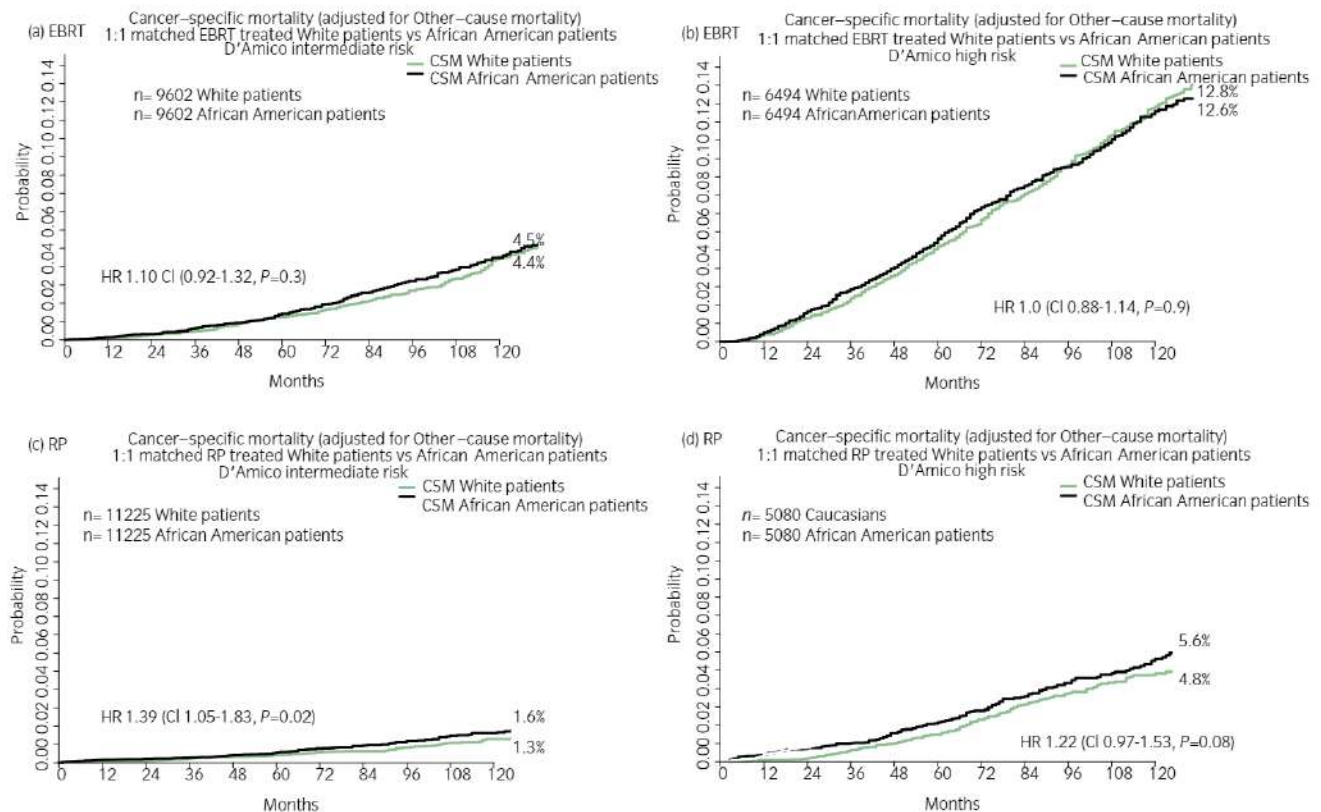 (a) EBRT
Cancer–specific mortality (adjusted for Other–cause mortality)
1:1 matched EBRT treated White patients vs African American patients
D'Amico intermediate risk
CSM White patients
CSM African American patients
n= 9602 White patients
n= 9602 African American patients
Probability
0.00 0.02 0.04 0.06 0.08 0.10 0.12 0.14
4.5%
4.4%
HR 1.10 CI (0.92-1.32, P=0.3)
0 12 24 36 48 60 72 84 96 108 120
Months
(b) EBRT
Cancer–specific mortality (adjusted for Other–cause mortality)
1:1 matched EBRT treated White patients vs African American patients
D'Amico high risk
CSM White patients
CSM African American patients
n= 6494 White patients
n= 6494 AfricanAmerican patients
12.8%
12.6%
Probability
0.00 0.02 0.04 0.06 0.08 0.10 0.12 0.14
HR 1.0 (CI 0.88-1.14, P=0.9)
0 12 24 36 48 60 72 84 96 108 120
Months
(c) RP
Cancer–specific mortality (adjusted for Other–cause mortality)
1:1 matched RP treated White patients vs African American patients
D'Amico intermediate risk
CSM White patients
CSM African American patients
n= 11225 White patients
n= 11225 African American patients
Probability
0.00 0.02 0.04 0.06 0.08 0.10 0.12 0.14
HR 1.39 (CI 1.05-1.83, P=0.02)
1.6%
1.3%
0 12 24 36 48 60 72 84 96 108 120
Months
(d) RP
Cancer–specific mortality (adjusted for Other–cause mortality)
1:1 matched RP treated White patients vs African American patients
D'Amico high risk
CSM White patients
CSM African American patients
n= 5080 Caucasians
n= 5080 African American patients
Probability
0.00 0.02 0.04 0.06 0.08 0.10 0.12 0.14
5.6%
4.8%
HR 1.22 (CI 0.97-1.53, P=0.08)
0 12 24 36 48 60 72 84 96 108 120
Months